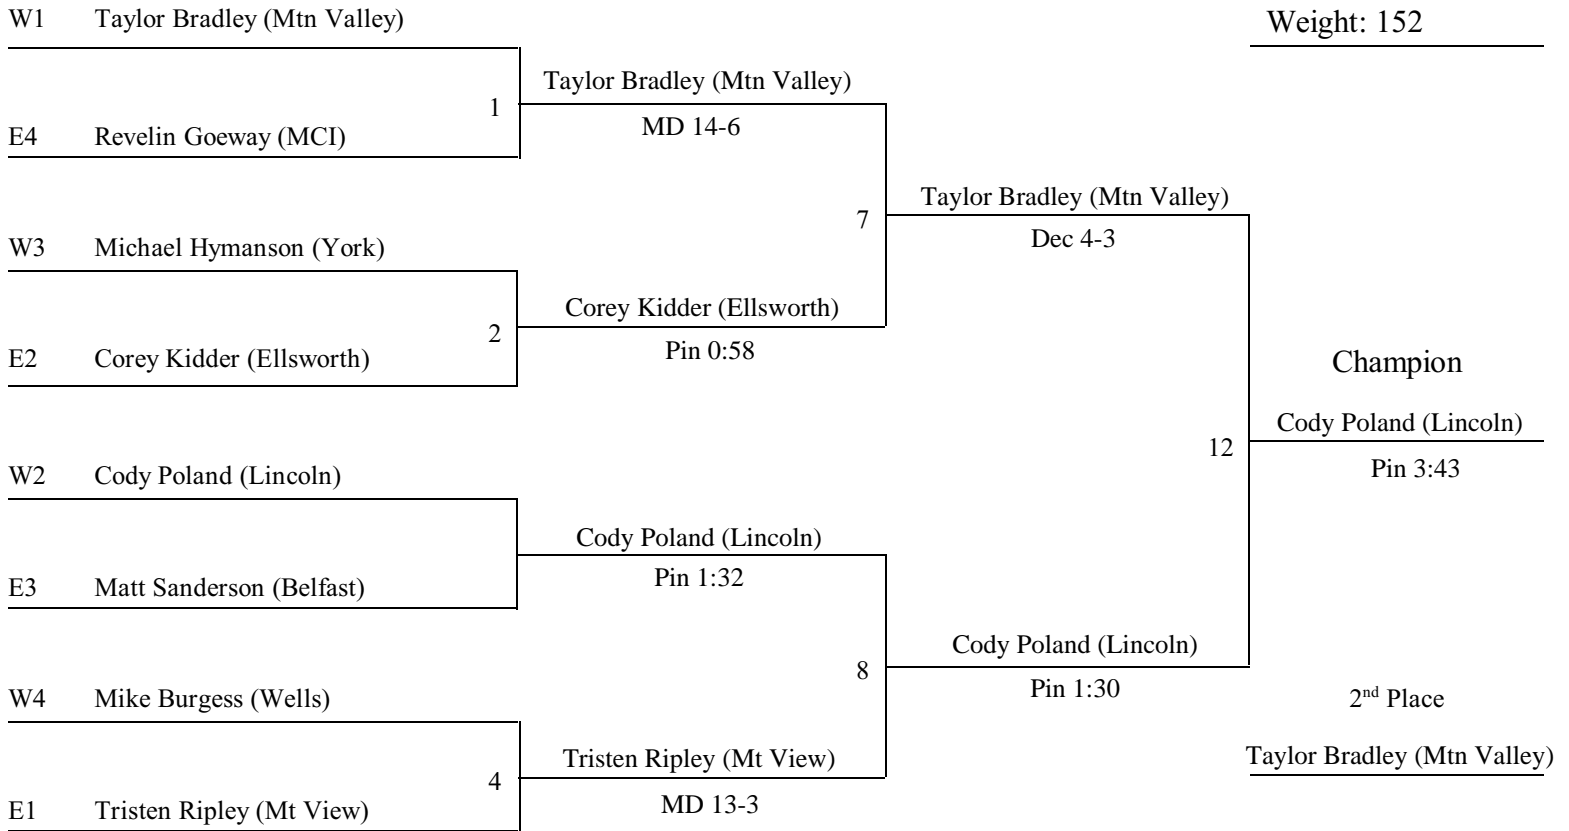 W1 Taylor Bradley (Mtn Valley)
Weight: 152
Taylor Bradley (Mtn Valley)
1
MD 14-6
E4 Revelin Goeway (MCI)
Taylor Bradley (Mtn Valley)
7
Dec 4-3
W3 Michael Hymanson (York)
Corey Kidder (Ellsworth)
2
Pin 0:58
E2 Corey Kidder (Ellsworth)
Champion
Cody Poland (Lincoln)
12
Pin 3:43
W2 Cody Poland (Lincoln)
Cody Poland (Lincoln)
Pin 1:32
E3 Matt Sanderson (Belfast)
Cody Poland (Lincoln)
8
Pin 1:30
W4 Mike Burgess (Wells)
2nd Place
Tristen Ripley (Mt View)
Taylor Bradley (Mtn Valley)
4
MD 13-3
E1 Tristen Ripley (Mt View)